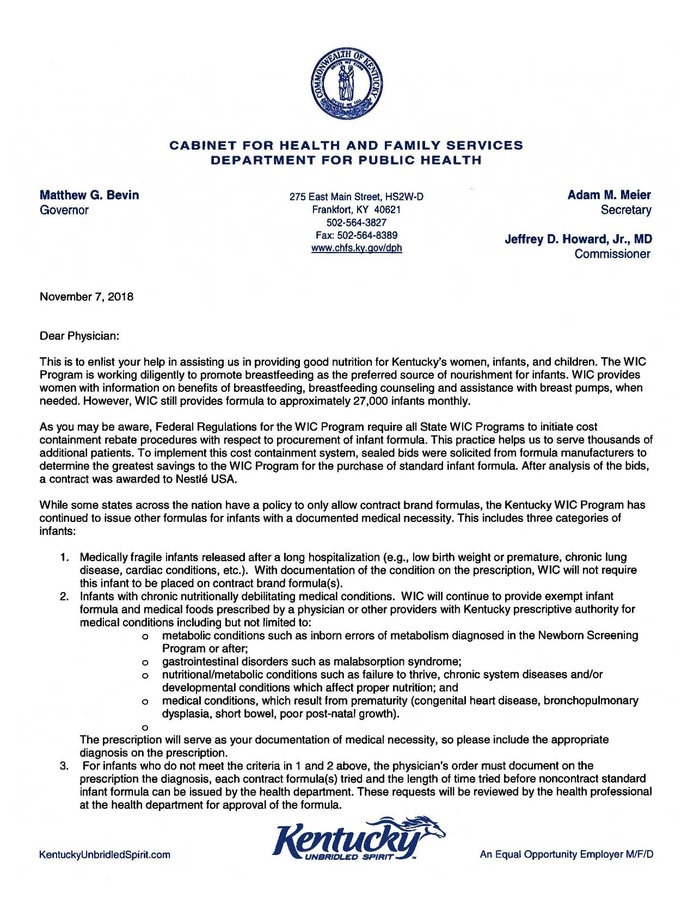 COMMONWEALTH OF KENTUCKY
CABINET FOR HEALTH AND FAMILY SERVICES
DEPARTMENT FOR PUBLIC HEALTH
Matthew G. Bevin
Governor
275 East Main Street, HS2W-D
Frankfort, KY 40621
502-564-3827
Fax: 502-564-8389
www.chfs.ky.gov/dph
Adam M. Meier
Secretary
Jeffrey D. Howard, Jr., MD
Commissioner
November 7, 2018
Dear Physician:
This is to enlist your help in assisting us in providing good nutrition for Kentucky's women, infants, and children. The WIC
Program is working diligently to promote breastfeeding as the preferred source of nourishment for infants. WIC provides
women with information on benefits of breastfeeding, breastfeeding counseling and assistance with breast pumps, when
needed. However, WIC still provides formula to approximately 27,000 infants monthly.
As you may be aware, Federal Regulations for the WIC Program require all State WIC Programs to initiate cost
containment rebate procedures with respect to procurement of infant formula. This practice helps us to serve thousands of
additional patients. To implement this cost containment system, sealed bids were solicited from formula manufacturers to
determine the greatest savings to the WIC Program for the purchase of standard infant formula. After analysis of the bids,
a contract was awarded to Nestlé USA.
While some states across the nation have a policy to only allow contract brand formulas, the Kentucky WIC Program has
continued to issue other formulas for infants with a documented medical necessity. This includes three categories of
infants:
1. Medically fragile infants released after a long hospitalization (e.g., low birth weight or premature, chronic lung
disease, cardiac conditions, etc.). With documentation of the condition on the prescription, WIC will not require
this infant to be placed on contract brand formula(s).
2. Infants with chronic nutritionally debilitating medical conditions. WIC will continue to provide exempt infant
formula and medical foods prescribed by a physician or other providers with Kentucky prescriptive authority for
medical conditions including but not limited to:
o metabolic conditions such as inborn errors of metabolism diagnosed in the Newborn Screening
Program or after;
o gastrointestinal disorders such as malabsorption syndrome;
o nutritional/metabolic conditions such as failure to thrive, chronic system diseases and/or
developmental conditions which affect proper nutrition; and
o medical conditions, which result from prematurity (congenital heart disease, bronchopulmonary
dysplasia, short bowel, poor post-natal growth).
o
The prescription will serve as your documentation of medical necessity, so please include the appropriate
diagnosis on the prescription.
3. For infants who do not meet the criteria in 1 and 2 above, the physician's order must document on the
prescription the diagnosis, each contract formula(s) tried and the length of time tried before noncontract standard
infant formula can be issued by the health department. These requests will be reviewed by the health professional
at the health department for approval of the formula.
KentuckyUnbridledSpirit.com
Kentucky
UNBRIDLED SPIRIT
An Equal Opportunity Employer M/F/D